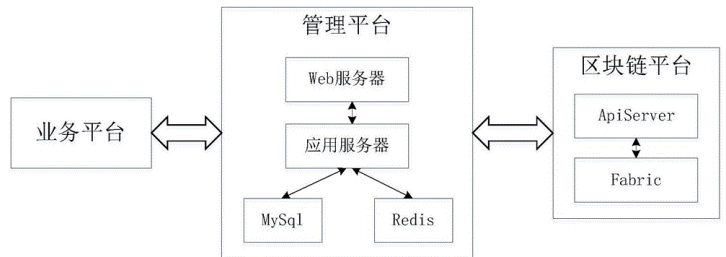 管理平台
Web服务器
应用服务器
MySql
Redis
业务平台
区块链平台
ApiServer
Fabric